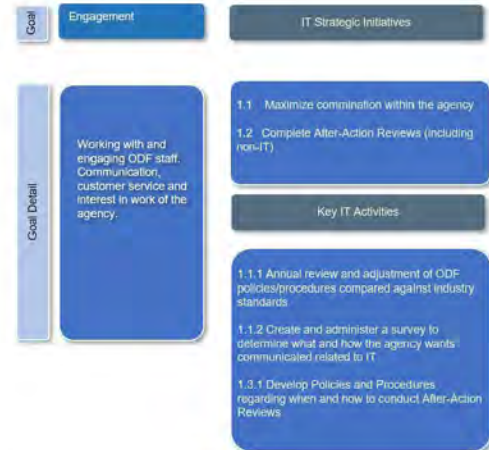 Goal
Engagement
IT Strategic Initiatives
Goal Detail
Working with and
engaging ODF staff.
Communication,
customer service and
interest in work of the
agency.
1.1 Maximize commination within the agency
1.2 Complete After-Action Reviews (including
non-IT)
Key IT Activities
1.1.1 Annual review and adjustment of ODF
policies/procedures compared against industry
standards
1.1.2 Create and administer a survey to
determine what and how the agency wants
communicated related to IT
1.3.1 Develop Policies and Procedures
regarding when and how to conduct After-Action
Reviews